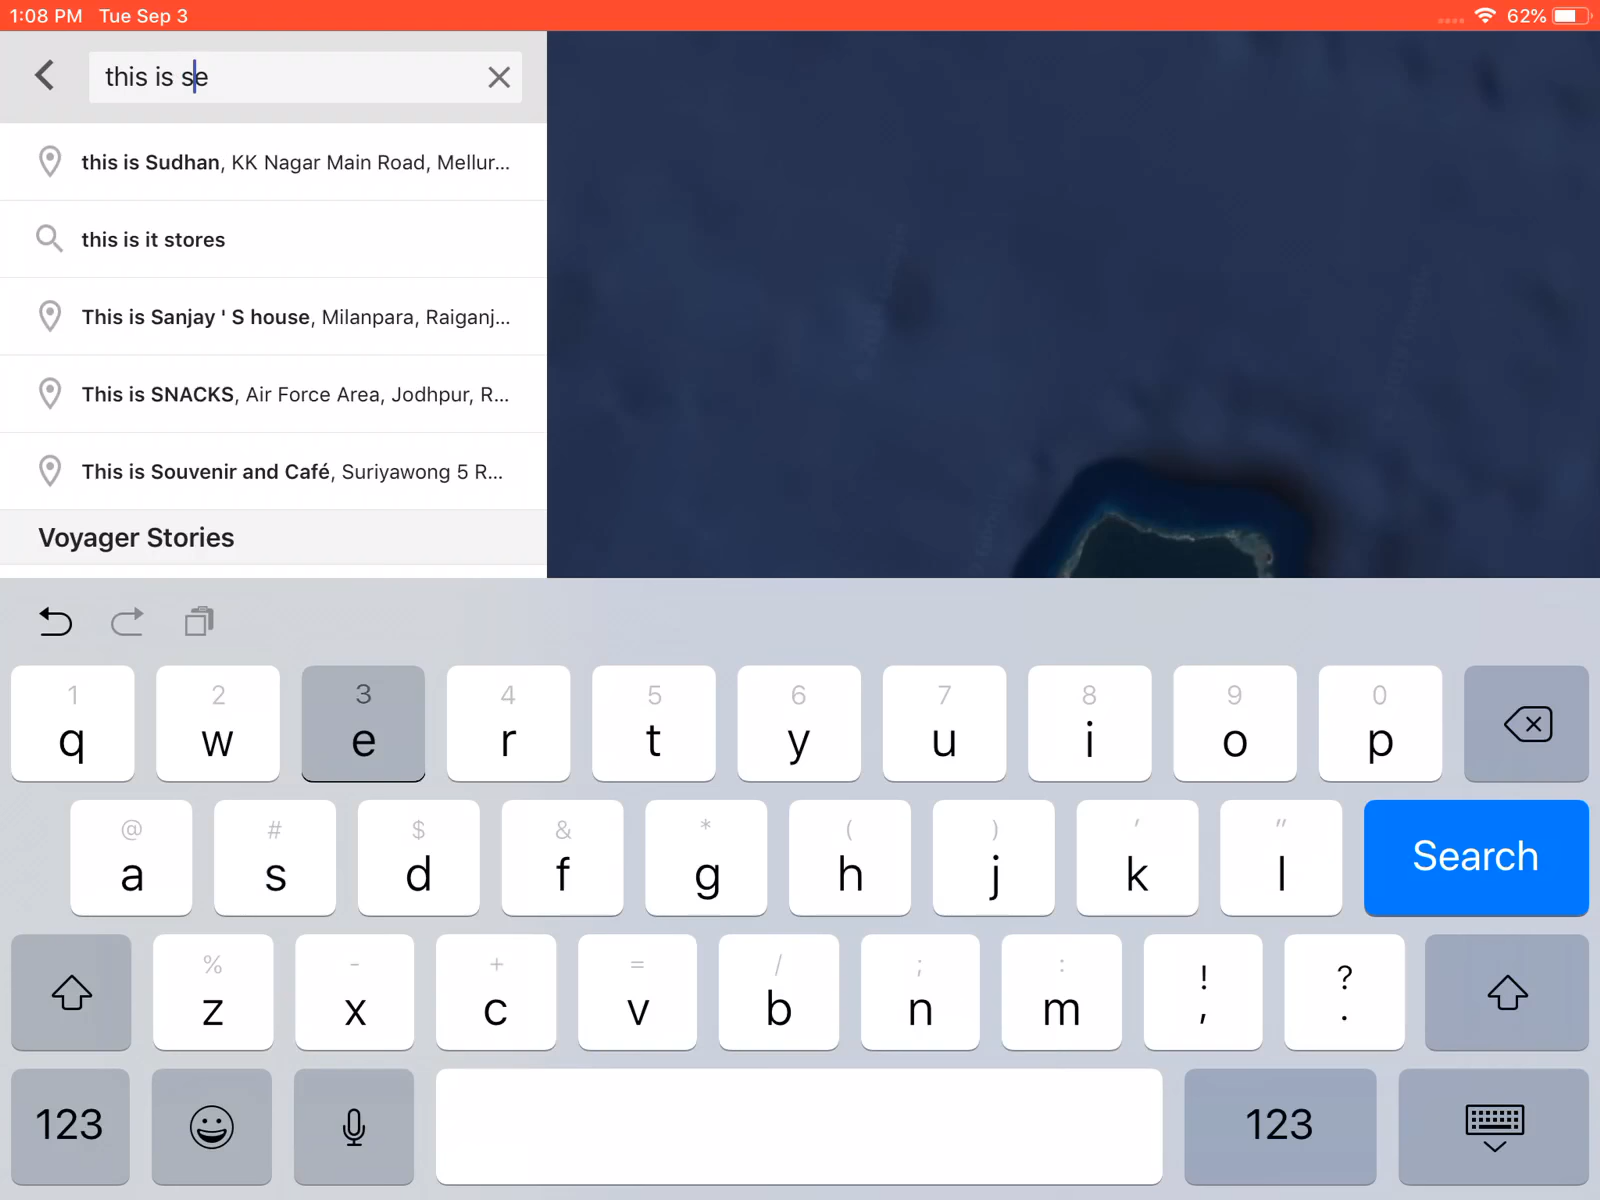 1:08 PM Tue Sep 3
62%
this is se
this is Sudhan, KK Nagar Main Road, Mellur...
this is it stores
This is Sanjay ' S house, Milanpara, Raiganj...
This is SNACKS, Air Force Area, Jodhpur, R...
This is Souvenir and Café, Suriyawong 5 R...
Voyager Stories
1 2 3 4 5 6 7 8 9 0
q w e r t y u i o p
@ # $ & * ( ) ' "
a s d f g h j k l Search
% - + = / ; : ! ?
z x c v b n m , .
123 123